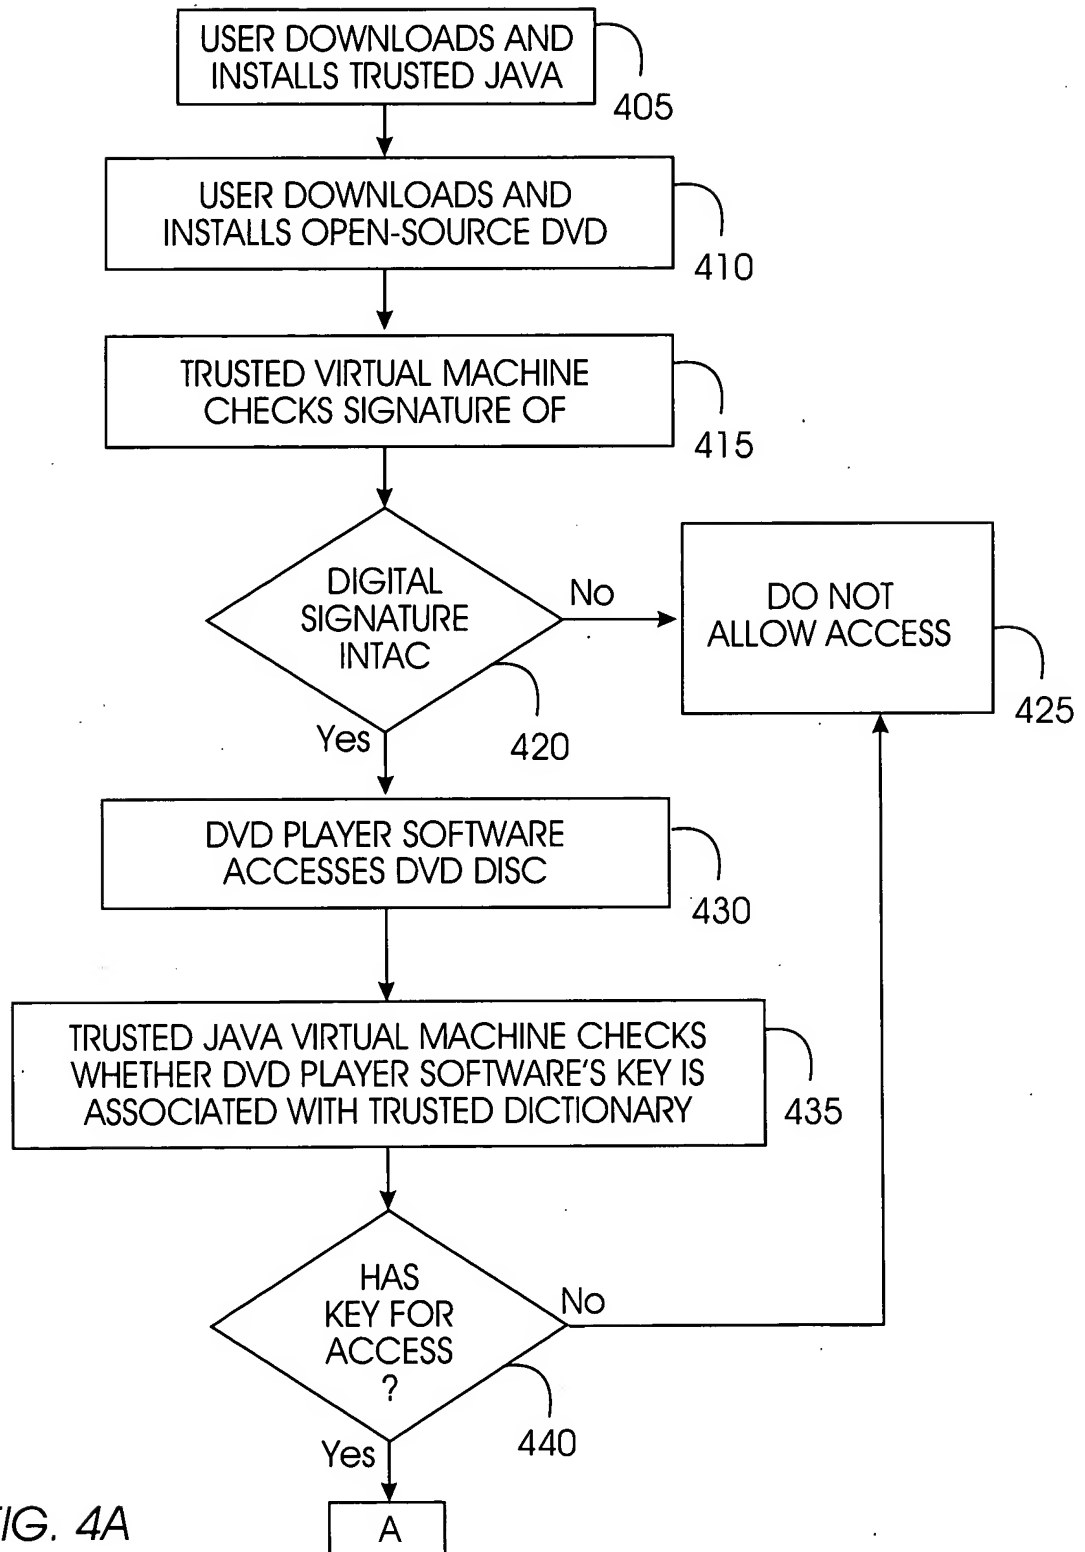 USER DOWNLOADS AND
INSTALLS TRUSTED JAVA
405
USER DOWNLOADS AND
INSTALLS OPEN-SOURCE DVD
410
TRUSTED VIRTUAL MACHINE
CHECKS SIGNATURE OF
415
DIGITAL
SIGNATURE
INTAC
420
No
DO NOT
ALLOW ACCESS
425
Yes
DVD PLAYER SOFTWARE
ACCESSES DVD DISC
430
TRUSTED JAVA VIRTUAL MACHINE CHECKS
WHETHER DVD PLAYER SOFTWARE'S KEY IS
ASSOCIATED WITH TRUSTED DICTIONARY
435
HAS
KEY FOR
ACCESS
?
No
440
Yes
A
FIG. 4A